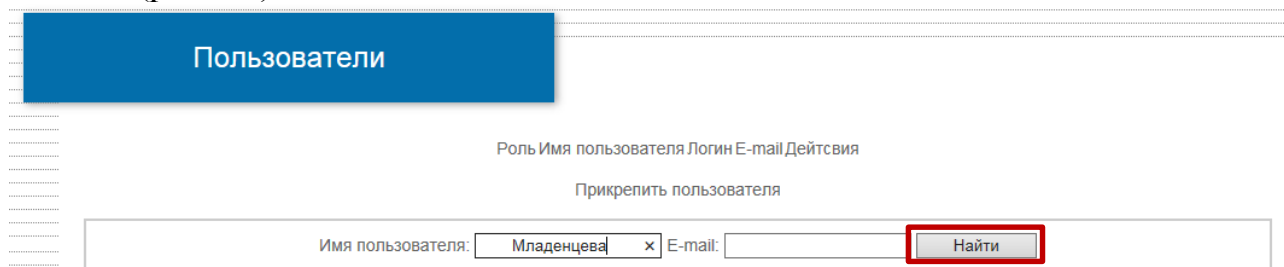 Пользователи
Роль Имя пользователя Логин E-mail Дейтсвия
Прикрепить пользователя
Имя пользователя: Младенцева × E-mail: Найти